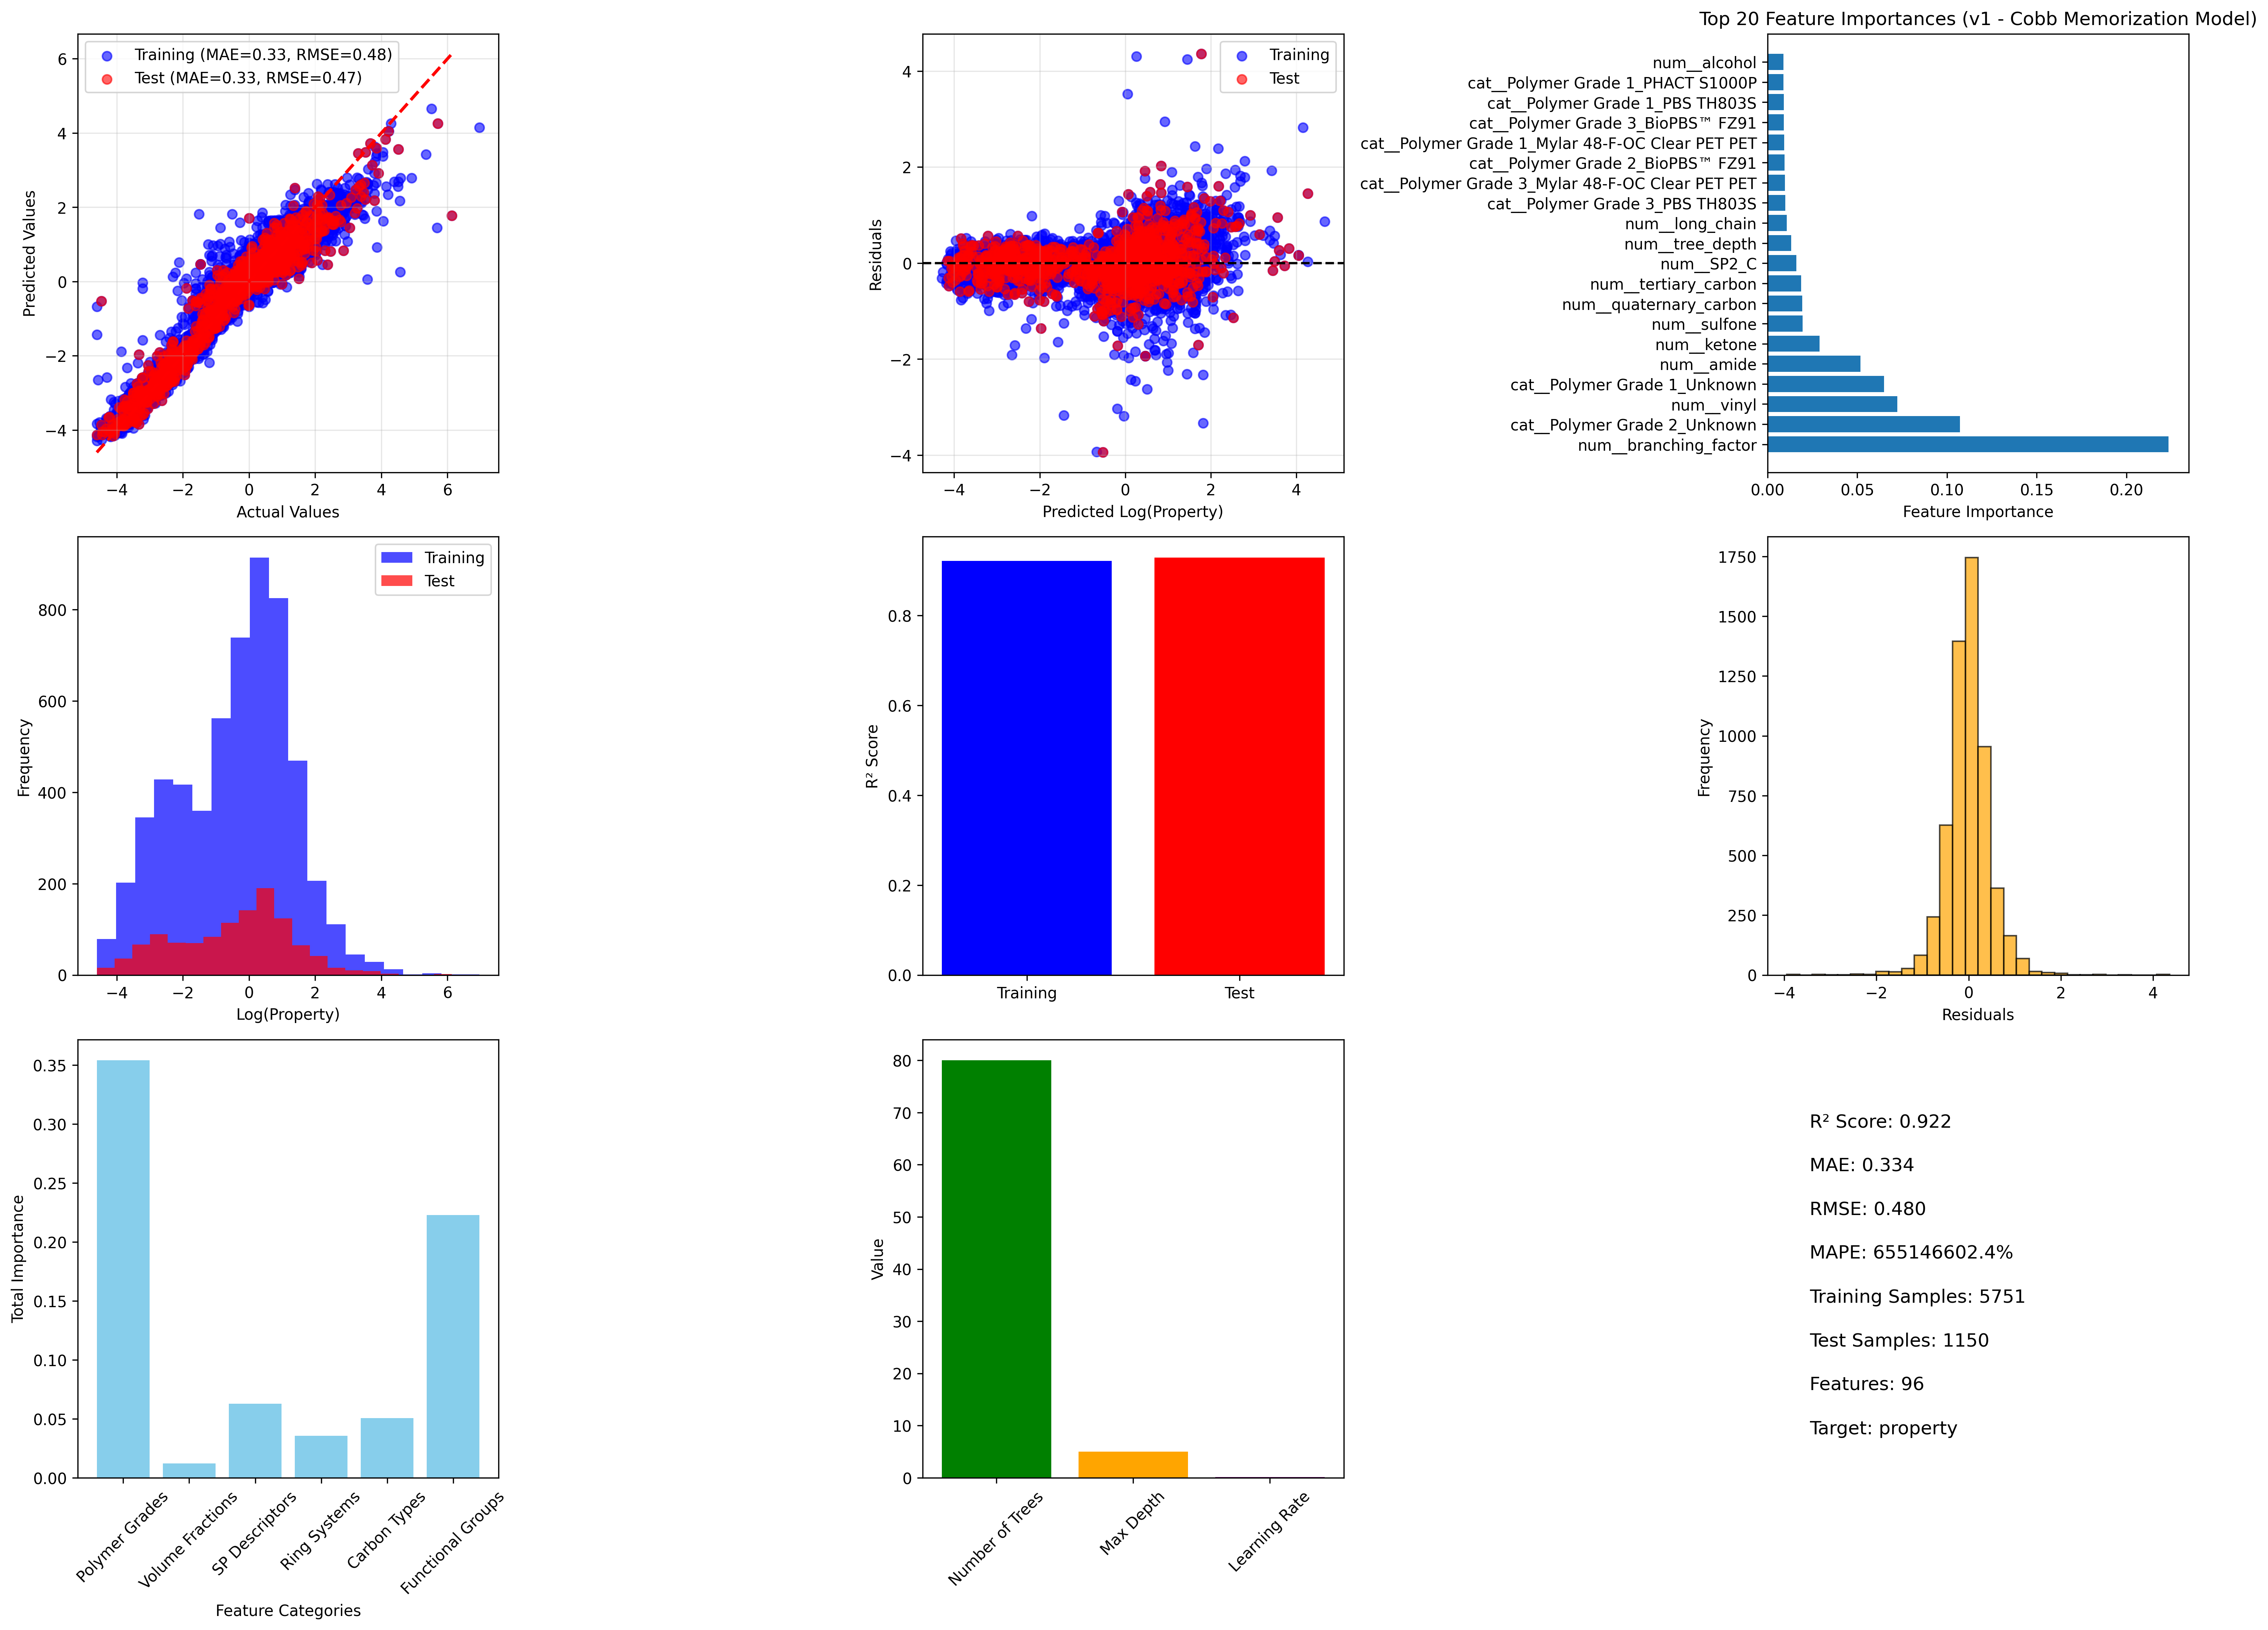 Training (MAE=0.33, RMSE=0.48)
Test (MAE=0.33, RMSE=0.47)
Predicted Values
6
4
2
0
−2
−4
−4 −2 0 2 4 6
Actual Values
Training
Test
Residuals
4
2
0
−2
−4
−4 −2 0 2 4
Predicted Log(Property)
Top 20 Feature Importances (v1 - Cobb Memorization Model)
num__alcohol
cat__Polymer Grade 1_PHACT S1000P
cat__Polymer Grade 1_PBS TH803S
cat__Polymer Grade 3_BioPBS™ FZ91
cat__Polymer Grade 1_Mylar 48-F-OC Clear PET PET
cat__Polymer Grade 2_BioPBS™ FZ91
cat__Polymer Grade 3_Mylar 48-F-OC Clear PET PET
cat__Polymer Grade 3_PBS TH803S
num__long_chain
num__tree_depth
num__SP2_C
num__tertiary_carbon
num__quaternary_carbon
num__sulfone
num__ketone
num__amide
cat__Polymer Grade 1_Unknown
num__vinyl
cat__Polymer Grade 2_Unknown
num__branching_factor
0.00 0.05 0.10 0.15 0.20
Feature Importance
Training
Test
Frequency
800
600
400
200
0
−4 −2 0 2 4 6
Log(Property)
R² Score
0.8
0.6
0.4
0.2
0.0
Training Test
Frequency
1750
1500
1250
1000
750
500
250
0
−4 −2 0 2 4
Residuals
Total Importance
0.35
0.30
0.25
0.20
0.15
0.10
0.05
0.00
Polymer Grades
Volume Fractions
SP Descriptors
Ring Systems
Carbon Types
Functional Groups
Feature Categories
Value
80
70
60
50
40
30
20
10
0
Number of Trees
Max Depth
Learning Rate
R² Score: 0.922
MAE: 0.334
RMSE: 0.480
MAPE: 655146602.4%
Training Samples: 5751
Test Samples: 1150
Features: 96
Target: property